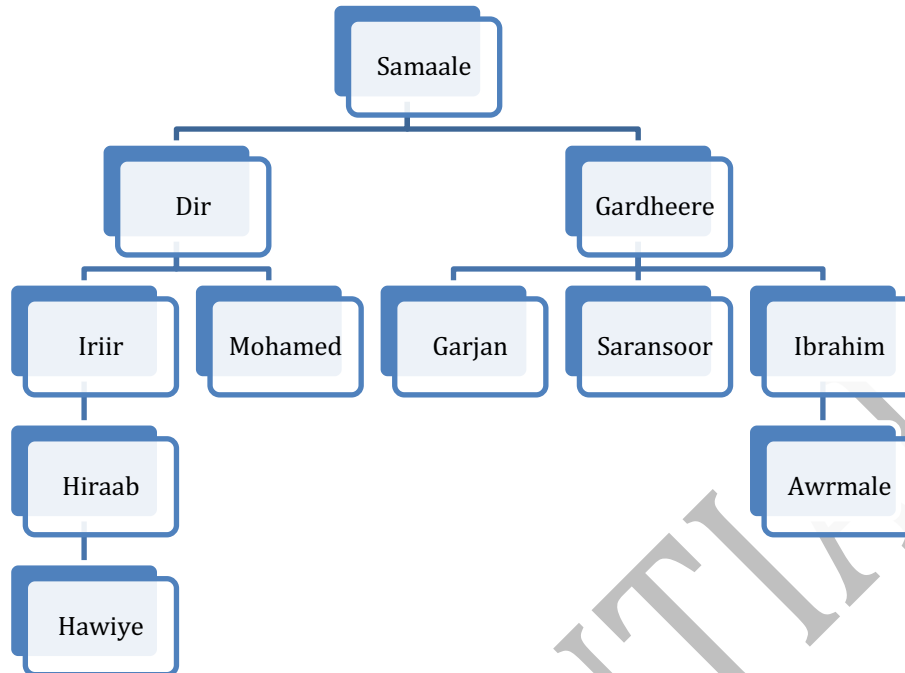 Samaale
Dir
Gardheere
Iriir
Mohamed
Garjan
Saransoor
Ibrahim
Hiraab
Awrmale
Hawiye